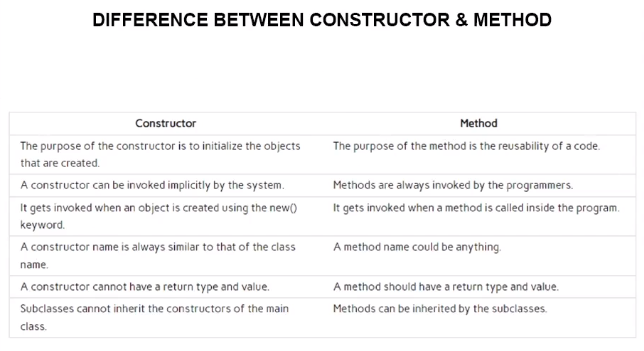 DIFFERENCE BETWEEN CONSTRUCTOR & METHOD
Constructor Method
The purpose of the constructor is to initialize the objects
that are created.
The purpose of the method is the reusability of a code.
A constructor can be invoked implicitly by the system.
Methods are always invoked by the programmers.
It gets invoked when an object is created using the new()
keyword.
It gets invoked when a method is called inside the program.
A constructor name is always similar to that of the class
name.
A method name could be anything.
A constructor cannot have a return type and value.
A method should have a return type and value.
Subclasses cannot inherit the constructors of the main
class.
Methods can be inherited by the subclasses.